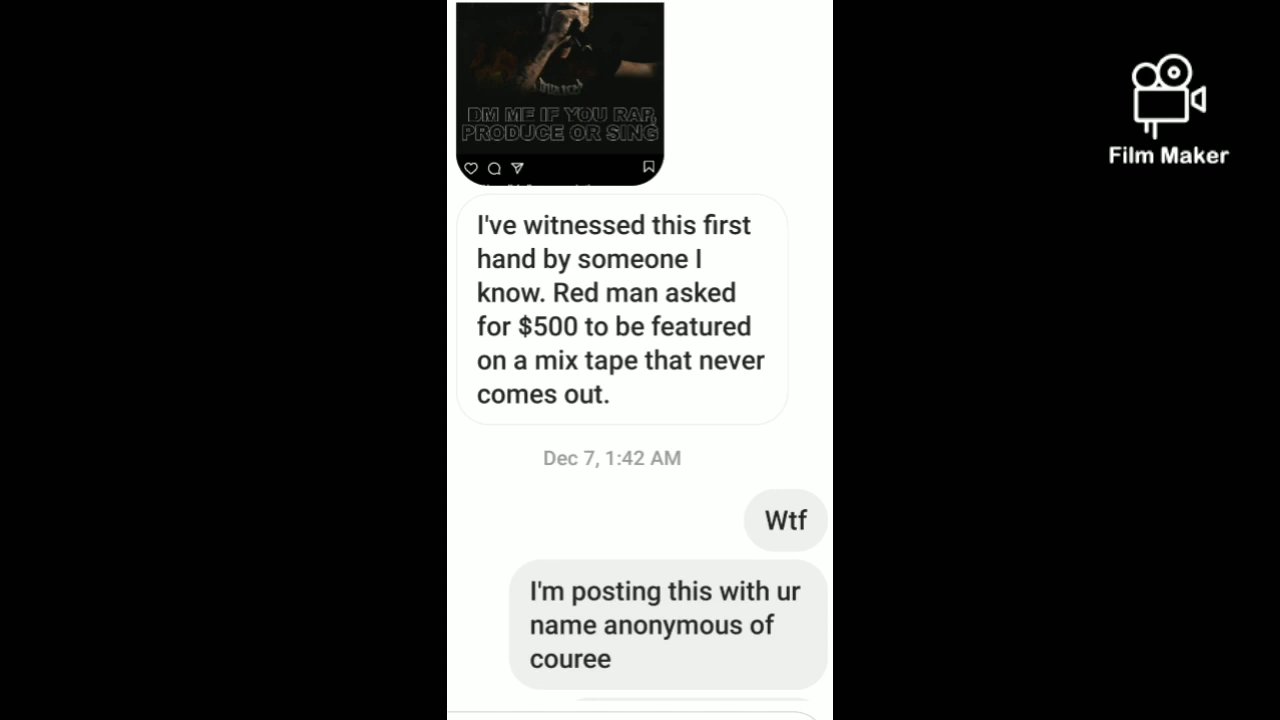 DM ME IF YOU RAP,
PRODUCE OR SING
Film Maker
I've witnessed this first
hand by someone I
know. Red man asked
for $500 to be featured
on a mix tape that never
comes out.
Dec 7, 1:42 AM
Wtf
I'm posting this with ur
name anonymous of
couree